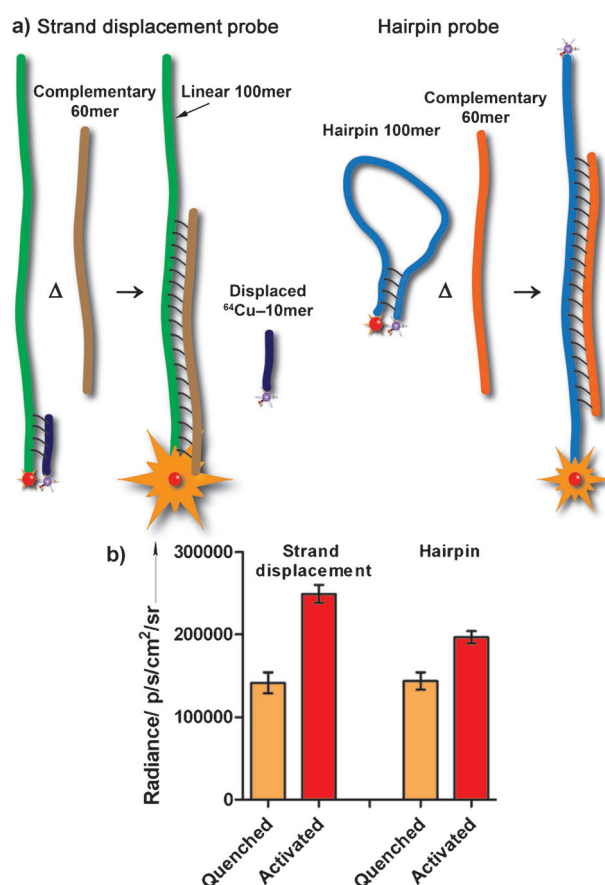 a) Strand displacement probe
Hairpin probe
Complementary
60mer
Linear 100mer
Δ
→
Displaced
⁶⁴Cu–10mer
Hairpin 100mer
Complementary
60mer
Δ
→
b)
Radiance/ p/s/cm²/sr
300000
200000
100000
0
Strand
displacement
Hairpin
Quenched
Activated
Quenched
Activated